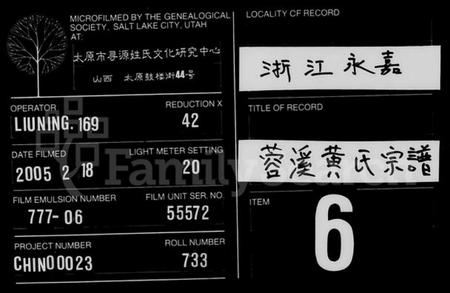 MICROFILMED BY THE GENEALOGICAL
SOCIETY, SALT LAKE CITY, UTAH
AT:
太原市寻源姓氏文化研究中心
山西 太原鼓楼街44号
OPERATOR
LIUNING. 169
REDUCTION X
42
DATE FILMED
2005 2 18
LIGHT METER SETTING
20
FILM EMULSION NUMBER
777-06
FILM UNIT SER. NO.
55572
PROJECT NUMBER
CHIN00023
ROLL NUMBER
733
LOCALITY OF RECORD
浙江永嘉
TITLE OF RECORD
蓉溪黄氏宗譜
ITEM
6
FamilySearch